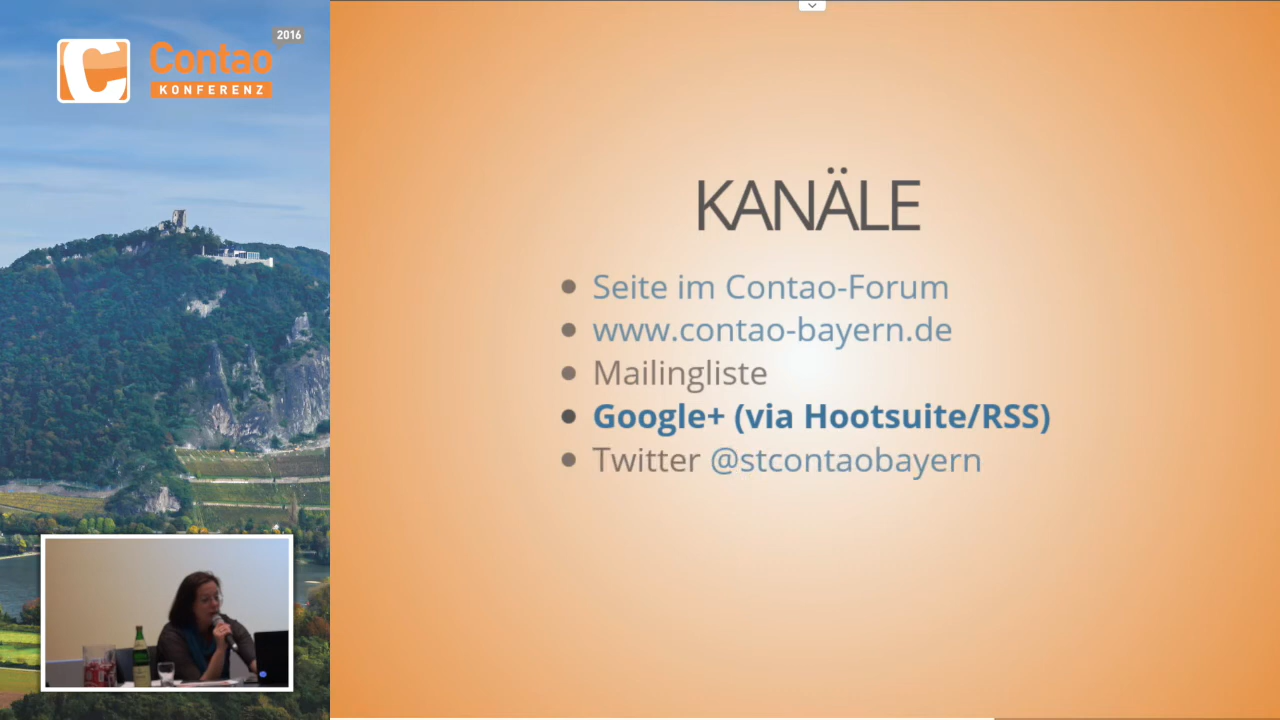 2016
Contao
KONFERENZ
KANÄLE
Seite im Contao-Forum
www.contao-bayern.de
Mailingliste
Google+ (via Hootsuite/RSS)
Twitter @stcontaobayern